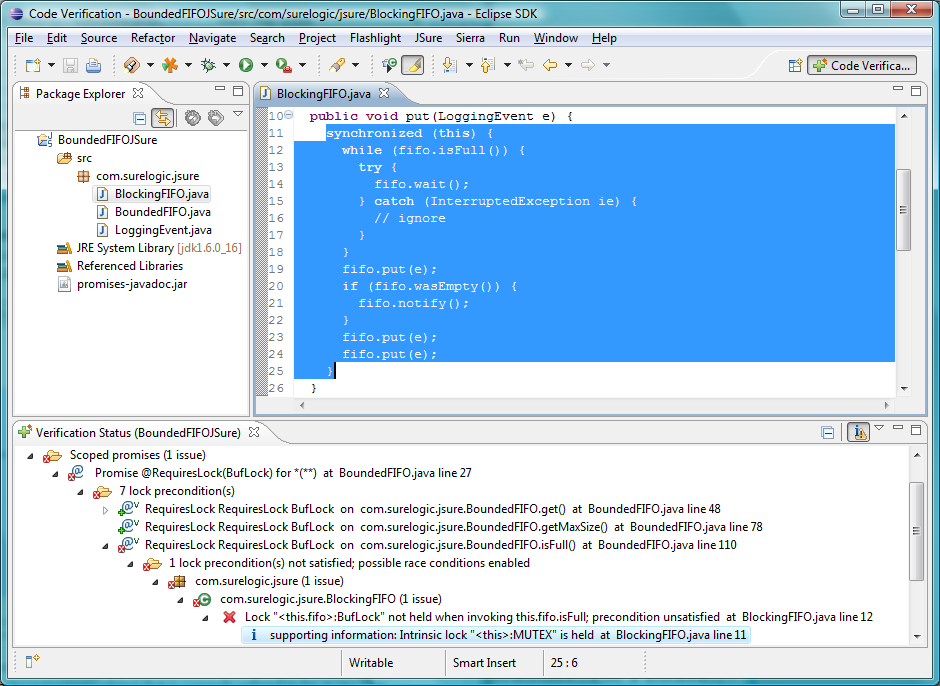 Code Verification - BoundedFIFOJSure/src/com/surelogic/jsure/BlockingFIFO.java - Eclipse SDK
File Edit Source Refactor Navigate Search Project Flashlight JSure Sierra Run Window Help
Code Verifica...
Package Explorer
BoundedFIFOJSure
src
com.surelogic.jsure
BlockingFIFO.java
BoundedFIFO.java
LoggingEvent.java
JRE System Library [jdk1.6.0_16]
Referenced Libraries
promises-javadoc.jar
BlockingFIFO.java
10 public void put(LoggingEvent e) {
11 synchronized (this) {
12 while (fifo.isFull()) {
13 try {
14 fifo.wait();
15 } catch (InterruptedException ie) {
16 // ignore
17 }
18 }
19 fifo.put(e);
20 if (fifo.wasEmpty()) {
21 fifo.notify();
22 }
23 fifo.put(e);
24 fifo.put(e);
25 }
26 }
Verification Status (BoundedFIFOJSure)
Scoped promises (1 issue)
Promise @RequiresLock(BufLock) for *(**) at BoundedFIFO.java line 27
7 lock precondition(s)
RequiresLock RequiresLock BufLock on com.surelogic.jsure.BoundedFIFO.get() at BoundedFIFO.java line 48
RequiresLock RequiresLock BufLock on com.surelogic.jsure.BoundedFIFO.getMaxSize() at BoundedFIFO.java line 78
RequiresLock RequiresLock BufLock on com.surelogic.jsure.BoundedFIFO.isFull() at BoundedFIFO.java line 110
1 lock precondition(s) not satisfied; possible race conditions enabled
com.surelogic.jsure (1 issue)
com.surelogic.jsure.BlockingFIFO (1 issue)
Lock "<this.fifo>:BufLock" not held when invoking this.fifo.isFull; precondition unsatisfied at BlockingFIFO.java line 12
supporting information: Intrinsic lock "<this>:MUTEX" is held at BlockingFIFO.java line 11
Writable Smart Insert 25 : 6